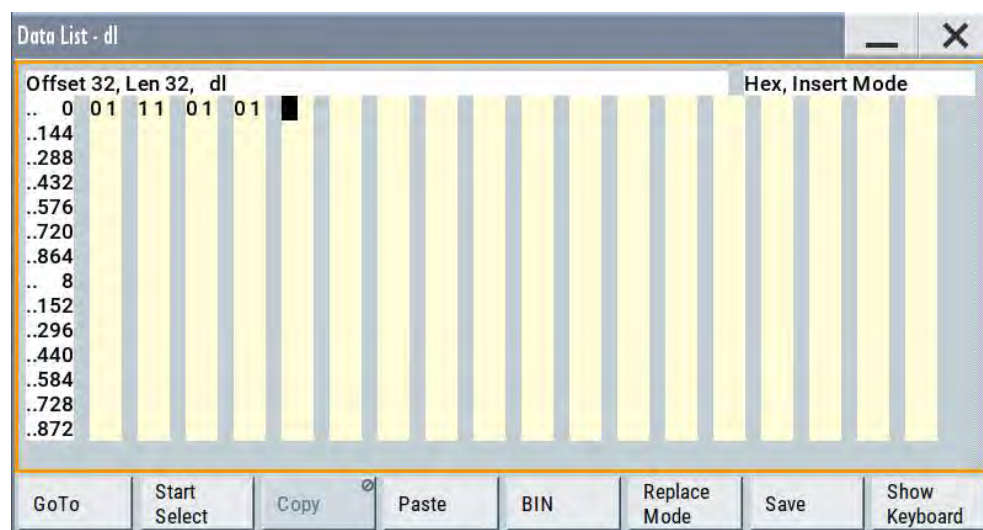 Data List - dl
Offset 32, Len 32, dl
Hex, Insert Mode
.. 0 01 11 01 01
..144
..288
..432
..576
..720
..864
.. 8
..152
..296
..440
..584
..728
..872
GoTo
Start
Select
Copy
Paste
BIN
Replace
Mode
Save
Show
Keyboard